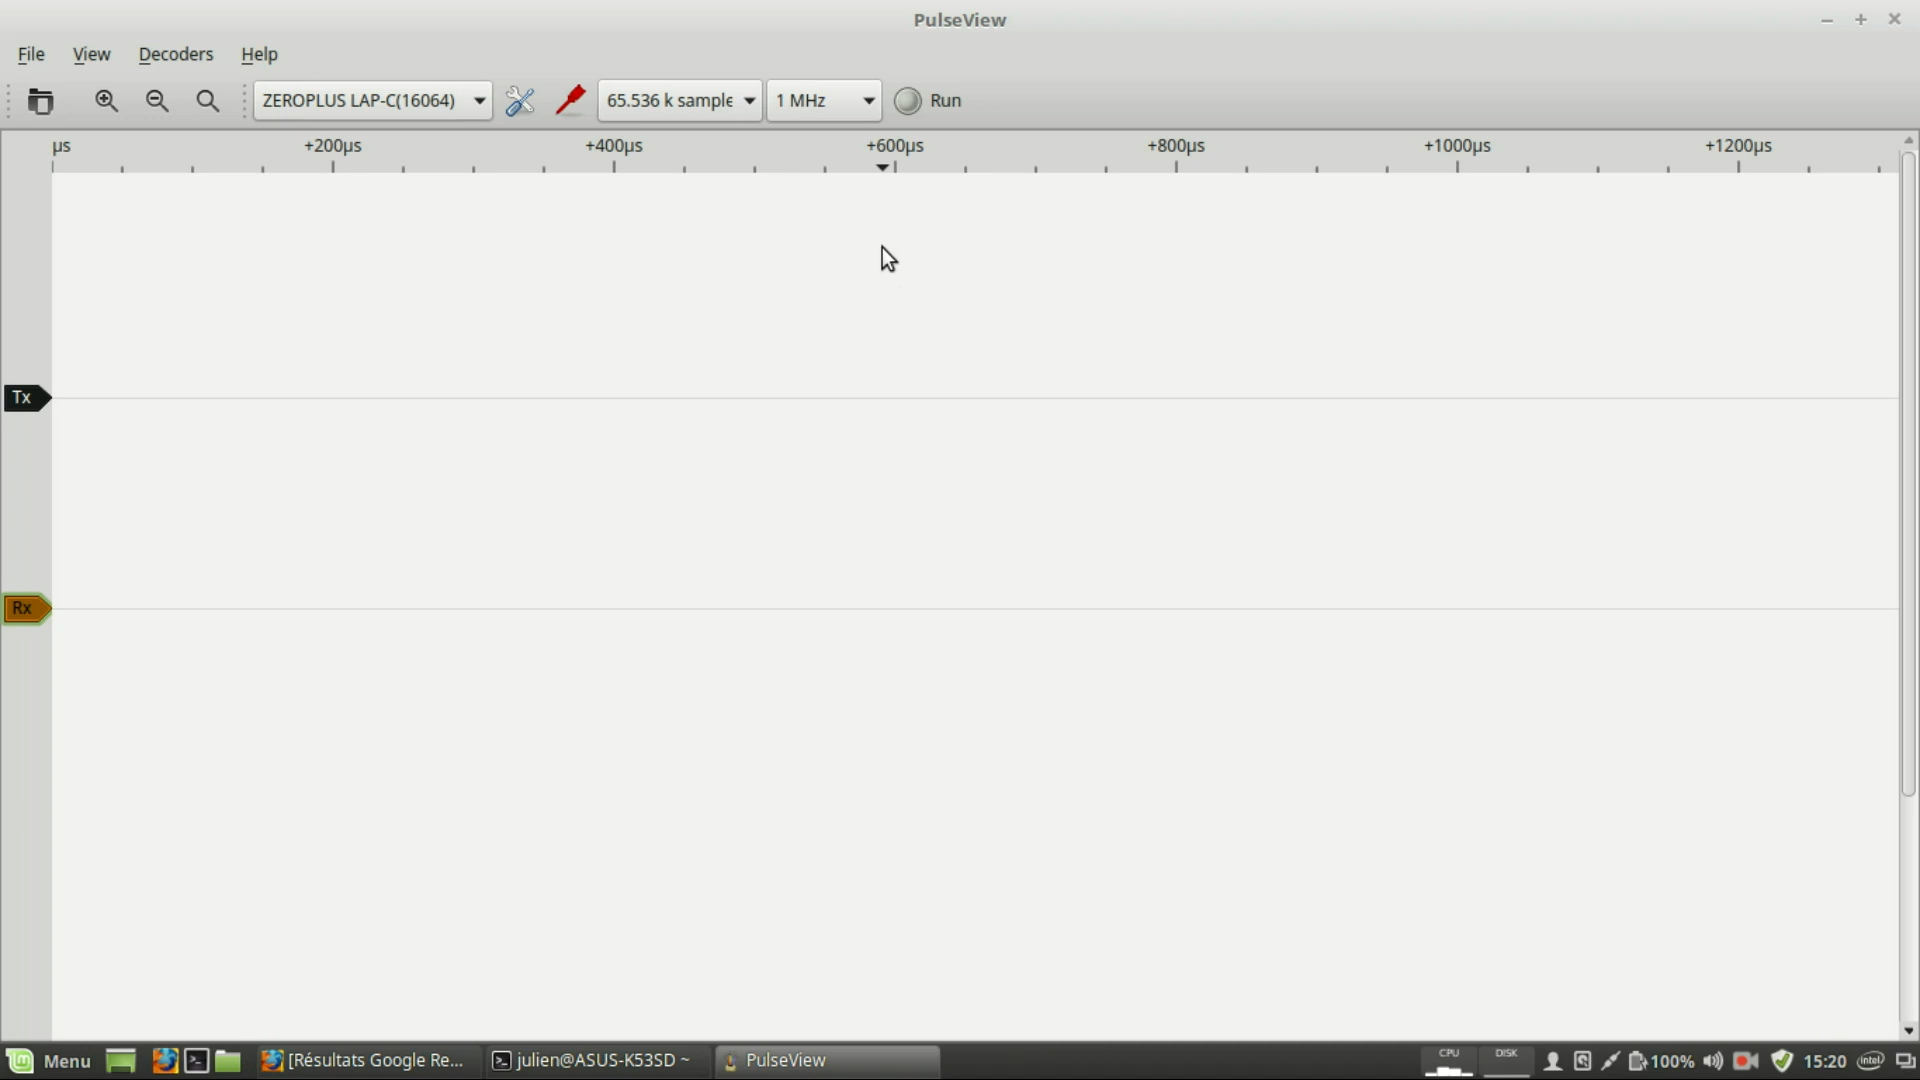 PulseView
File View Decoders Help
ZEROPLUS LAP-C(16064) 65.536 k sample 1 MHz Run
µs +200µs +400µs +600µs +800µs +1000µs +1200µs
Tx
Rx
Menu [Résultats Google Re... julien@ASUS-K53SD ~ PulseView CPU DISK 100% 15:20 intel